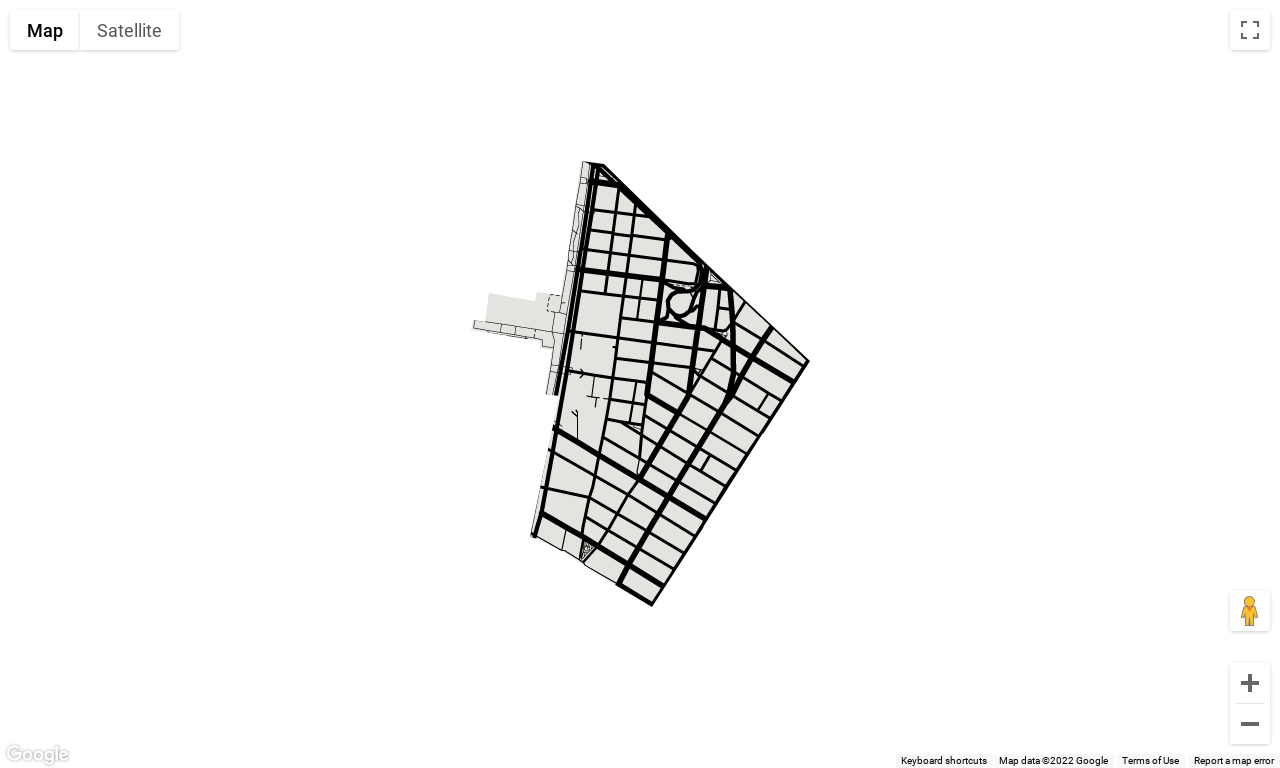 Map Satellite
Google
Keyboard shortcuts Map data ©2022 Google Terms of Use Report a map error